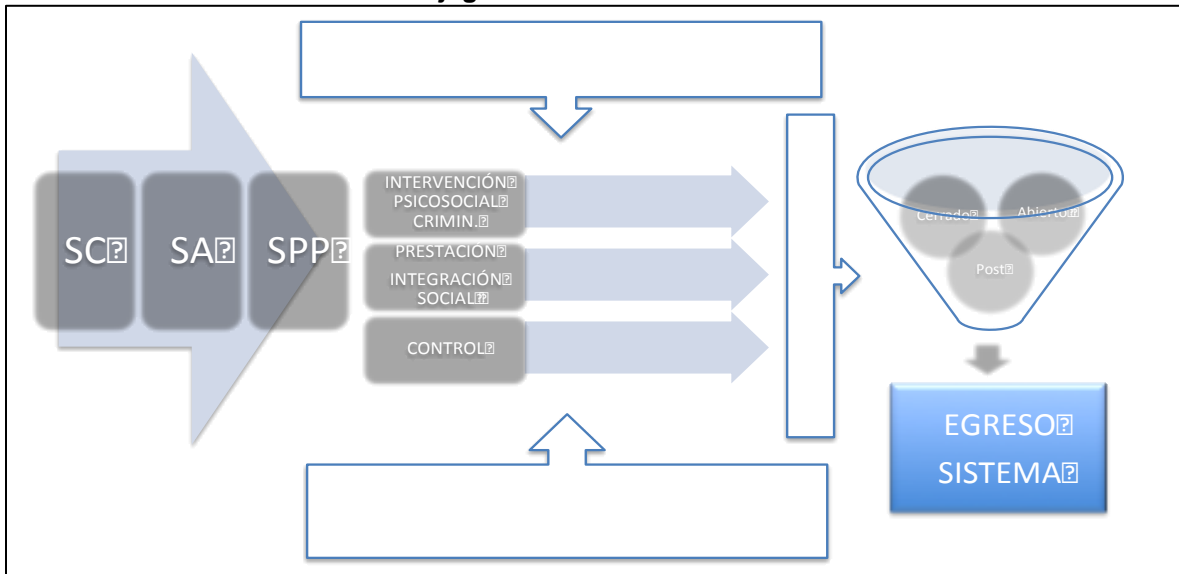 SC
SA
SPP
INTERVENCIÓN
PSICOSOCIAL
CRIMIN.
PRESTACIÓN
INTEGRACIÓN
SOCIAL
CONTROL
Cerrado
Abierto
Post
EGRESO
SISTEMA